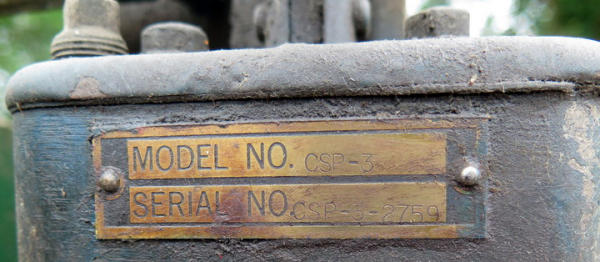 MODEL NO. CSP-3
SERIAL NO. CSP-3-2759